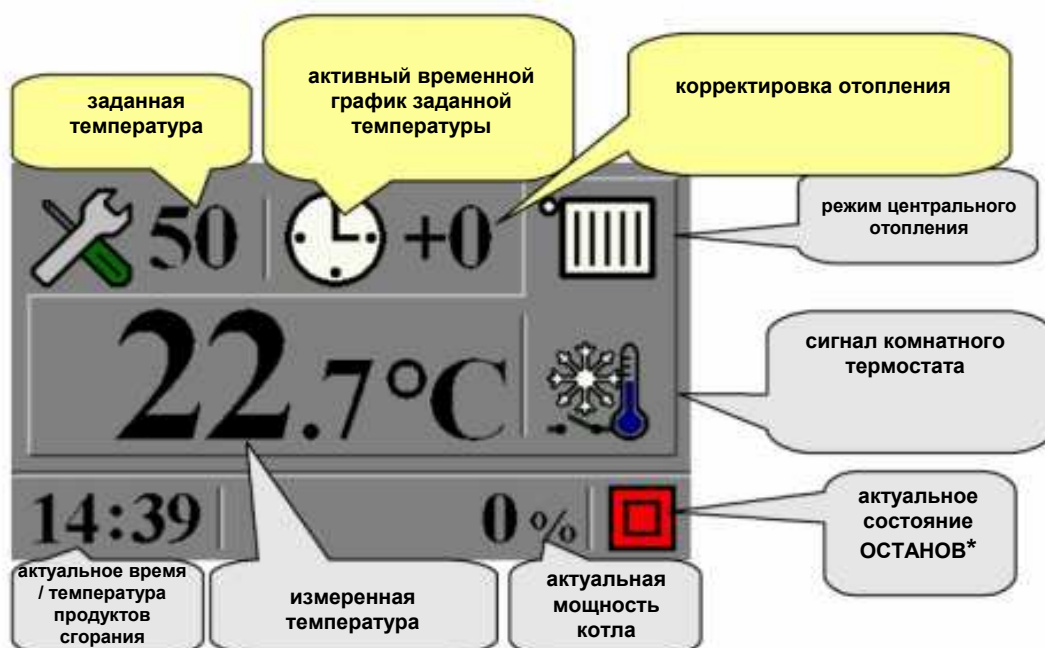 заданная
температура
активный временной
график заданной
температуры
корректировка отопления
50
+0
режим центрального
отопления
22.7°C
сигнал комнатного
термостата
14:39
0 %
актуальное
состояние
ОСТАНОВ*
актуальное время
/ температура
продуктов
сгорания
измеренная
температура
актуальная
мощность
котла